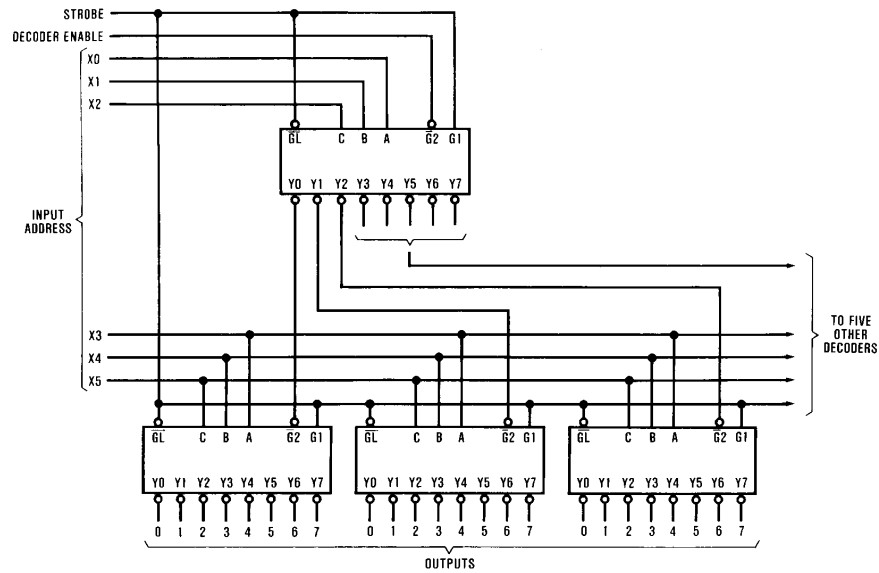 STROBE
DECODER ENABLE
X0
X1
X2
GL C B A G2 G1
Y0 Y1 Y2 Y3 Y4 Y5 Y6 Y7
INPUT
ADDRESS
TO FIVE
OTHER
DECODERS
X3
X4
X5
GL C B A G2 G1 GL C B A G2 G1 GL C B A G2 G1
Y0 Y1 Y2 Y3 Y4 Y5 Y6 Y7 Y0 Y1 Y2 Y3 Y4 Y5 Y6 Y7 Y0 Y1 Y2 Y3 Y4 Y5 Y6 Y7
0 1 2 3 4 5 6 7 0 1 2 3 4 5 6 7 0 1 2 3 4 5 6 7
OUTPUTS